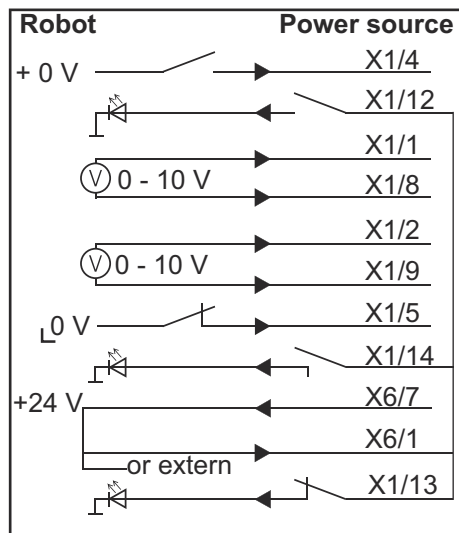 Robot Power source
+ 0 V X1/4
X1/12
X1/1
V 0 - 10 V
X1/8
X1/2
V 0 - 10 V
X1/9
0 V X1/5
X1/14
+24 V X6/7
X6/1
or extern
X1/13